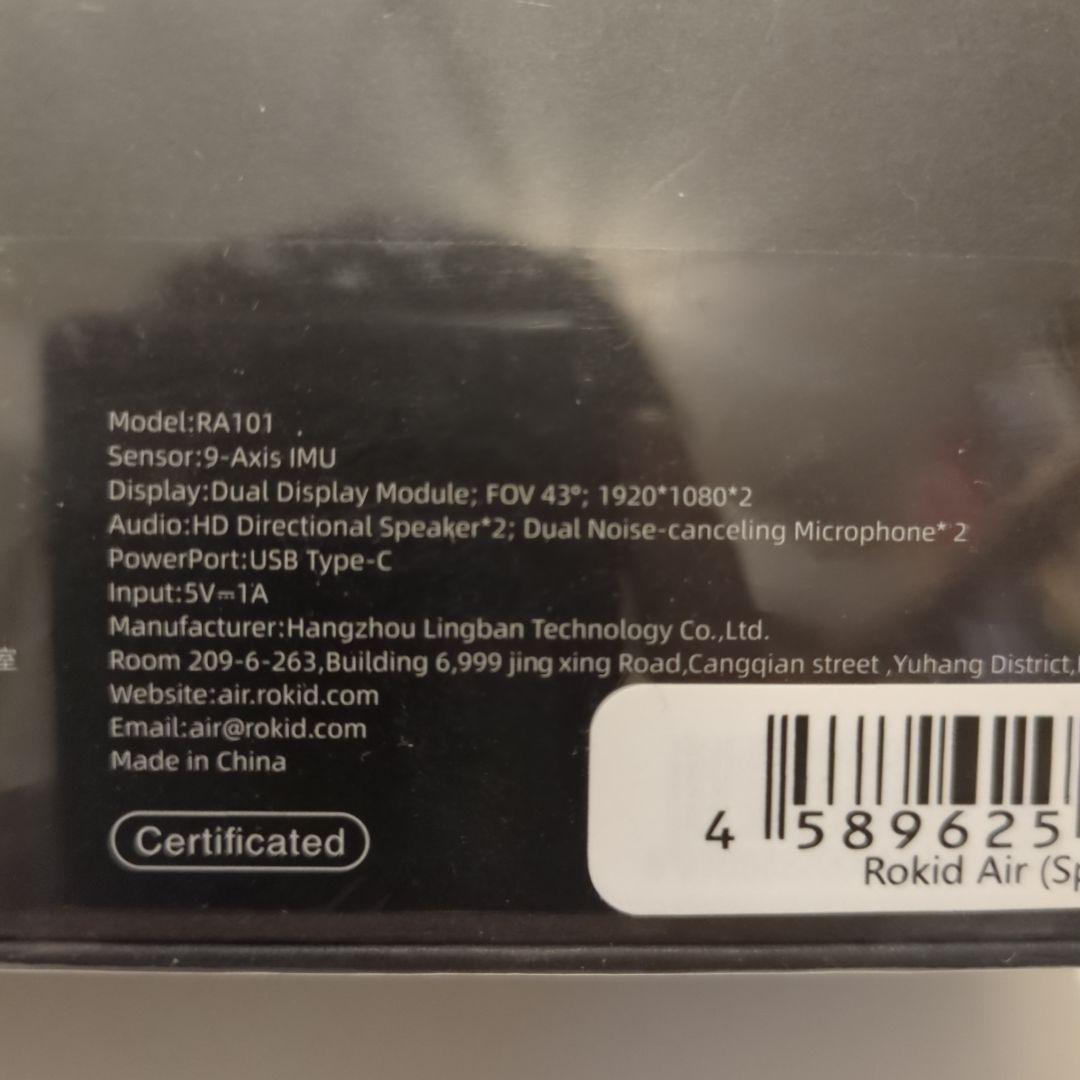 Model:RA101
Sensor:9-Axis IMU
Display:Dual Display Module; FOV 43°; 1920*1080*2
Audio:HD Directional Speaker*2; Dual Noise-canceling Microphone*2
PowerPort:USB Type-C
Input:5V⎓1A
Manufacturer:Hangzhou Lingban Technology Co.,Ltd.
室
Room 209-6-263,Building 6,999 jing xing Road,Cangqian street ,Yuhang District,
Website:air.rokid.com
Email:air@rokid.com
Made in China
Certificated
4 589625
Rokid Air (Sp